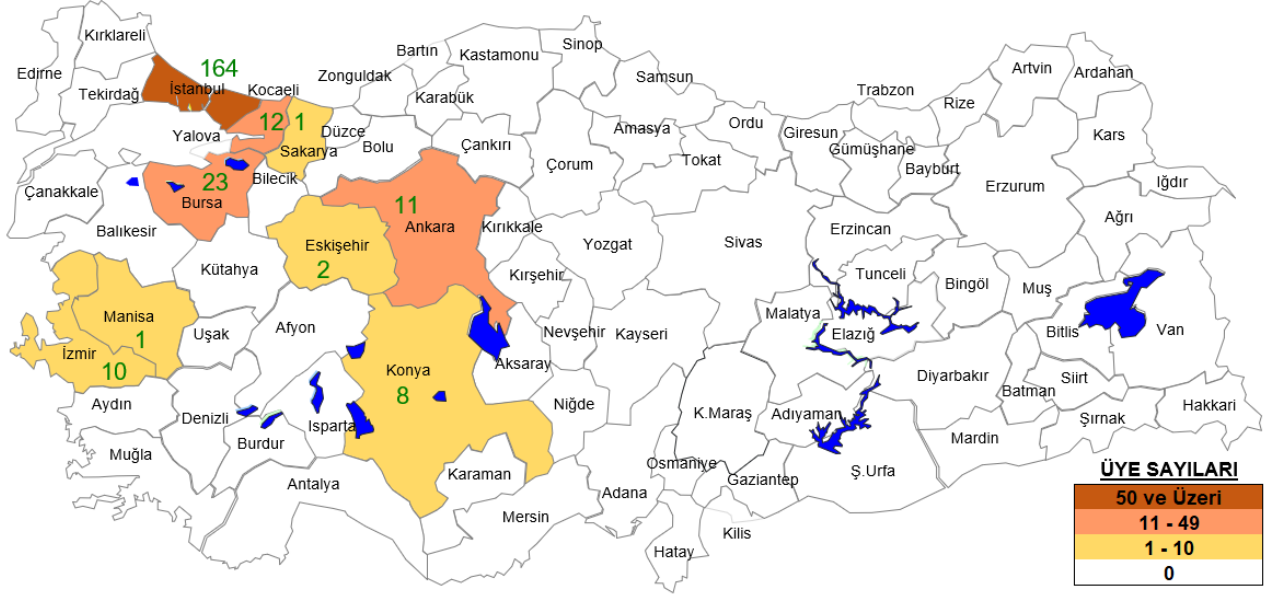 Kırklareli
Edirne
Tekirdağ
164
İstanbul
Kocaeli
12
1
Yalova
Sakarya
Düzce
Bolu
Zonguldak
Bartın
Karabük
Kastamonu
Sinop
Samsun
Çankırı
Çorum
Amasya
Tokat
Ordu
Giresun
Trabzon
Gümüşhane
Rize
Bayburt
Artvin
Ardahan
Kars
Iğdır
Erzurum
Ağrı
Çanakkale
Balıkesir
23
Bursa
Bilecik
Kütahya
Eskişehir
2
11
Ankara
Kırıkkale
Kırşehir
Yozgat
Sivas
Erzincan
Tunceli
Bingöl
Muş
Bitlis
Van
Manisa
1
İzmir
10
Uşak
Afyon
Konya
8
Aksaray
Nevşehir
Kayseri
Niğde
Malatya
Elazığ
Diyarbakır
Batman
Siirt
Şırnak
Hakkari
Mardin
Aydın
Denizli
Muğla
Burdur
Isparta
Antalya
Karaman
Mersin
Adana
Osmaniye
K.Maraş
Adıyaman
Gaziantep
Ş.Urfa
Kilis
Hatay
ÜYE SAYILARI
50 ve Üzeri
11 - 49
1 - 10
0